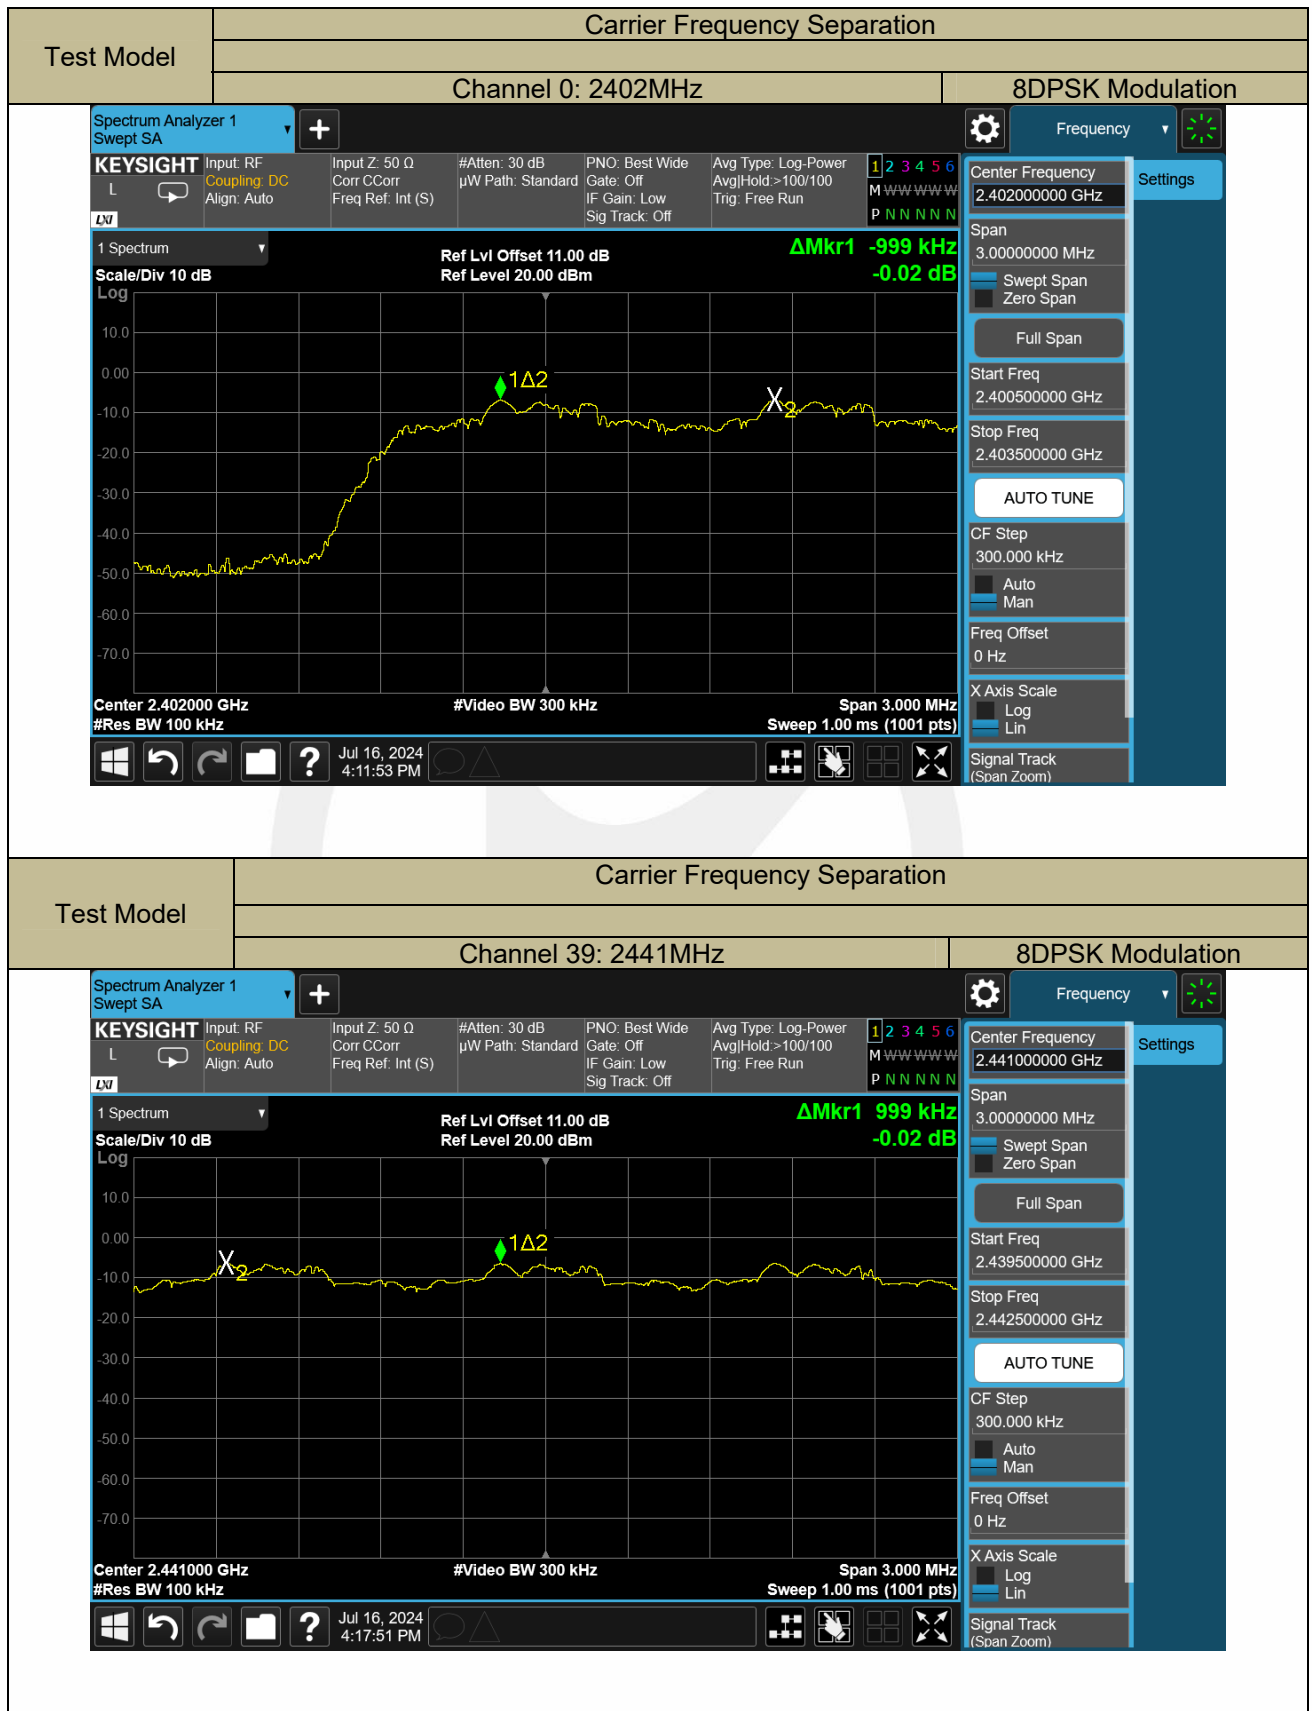 Test Model
Carrier Frequency Separation
Channel 0: 2402MHz
8DPSK Modulation
Spectrum Analyzer 1
Swept SA
Frequency
KEYSIGHT
L
LXI
Input: RF
Coupling: DC
Align: Auto
Input Z: 50 Ω
Corr CCorr
Freq Ref: Int (S)
#Atten: 30 dB
µW Path: Standard
PNO: Best Wide
Gate: Off
IF Gain: Low
Sig Track: Off
Avg Type: Log-Power
Avg|Hold:>100/100
Trig: Free Run
1 2 3 4 5 6
M W W W W W
P N N N N N
1 Spectrum
Scale/Div 10 dB
Ref Lvl Offset 11.00 dB
Ref Level 20.00 dBm
ΔMkr1 -999 kHz
-0.02 dB
Log
10.0
0.00
-10.0
-20.0
-30.0
-40.0
-50.0
-60.0
-70.0
1Δ2
X2
Center 2.402000 GHz
#Res BW 100 kHz
#Video BW 300 kHz
Span 3.000 MHz
Sweep 1.00 ms (1001 pts)
Jul 16, 2024
4:11:53 PM
Center Frequency
2.402000000 GHz
Settings
Span
3.00000000 MHz
Swept Span
Zero Span
Full Span
Start Freq
2.400500000 GHz
Stop Freq
2.403500000 GHz
AUTO TUNE
CF Step
300.000 kHz
Auto
Man
Freq Offset
0 Hz
X Axis Scale
Log
Lin
Signal Track
(Span Zoom)
Test Model
Carrier Frequency Separation
Channel 39: 2441MHz
8DPSK Modulation
Spectrum Analyzer 1
Swept SA
Frequency
KEYSIGHT
L
LXI
Input: RF
Coupling: DC
Align: Auto
Input Z: 50 Ω
Corr CCorr
Freq Ref: Int (S)
#Atten: 30 dB
µW Path: Standard
PNO: Best Wide
Gate: Off
IF Gain: Low
Sig Track: Off
Avg Type: Log-Power
Avg|Hold:>100/100
Trig: Free Run
1 2 3 4 5 6
M W W W W W
P N N N N N
1 Spectrum
Scale/Div 10 dB
Ref Lvl Offset 11.00 dB
Ref Level 20.00 dBm
ΔMkr1 999 kHz
-0.02 dB
Log
10.0
0.00
-10.0
-20.0
-30.0
-40.0
-50.0
-60.0
-70.0
X2
1Δ2
Center 2.441000 GHz
#Res BW 100 kHz
#Video BW 300 kHz
Span 3.000 MHz
Sweep 1.00 ms (1001 pts)
Jul 16, 2024
4:17:51 PM
Center Frequency
2.441000000 GHz
Settings
Span
3.00000000 MHz
Swept Span
Zero Span
Full Span
Start Freq
2.439500000 GHz
Stop Freq
2.442500000 GHz
AUTO TUNE
CF Step
300.000 kHz
Auto
Man
Freq Offset
0 Hz
X Axis Scale
Log
Lin
Signal Track
(Span Zoom)